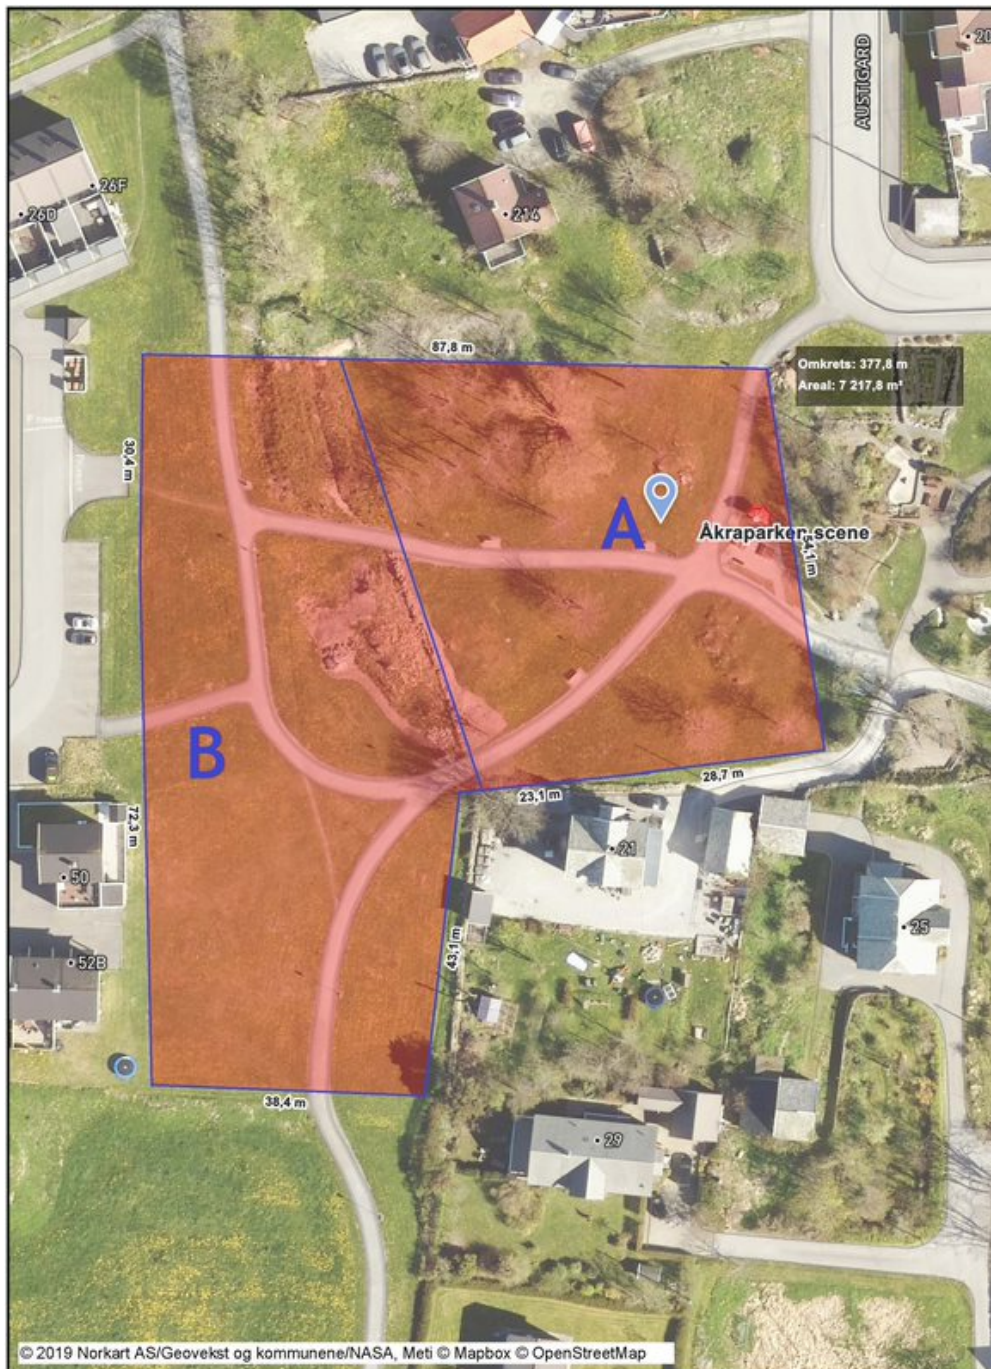 20
AUSTIGARD
26F
26D
214
87,8 m
Omkrets: 377,8 m
Areal: 7 217,8 m²
30,4 m
A
Åkraparken scene
54,1 m
B
28,7 m
23,1 m
72,3 m
21
50
25
43,1 m
52B
38,4 m
29
© 2019 Norkart AS/Geovekst og kommunene/NASA, Meti © Mapbox © OpenStreetMap